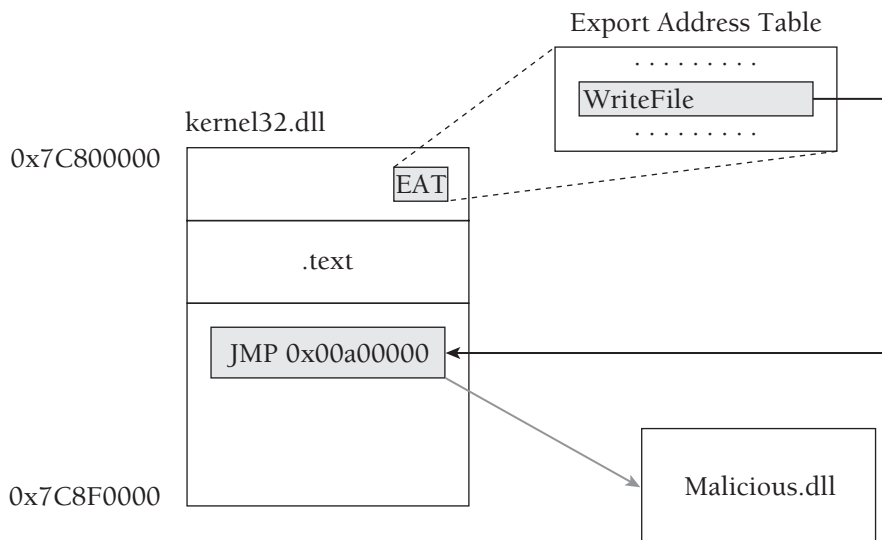 Export Address Table
. . . . . . . . .
WriteFile
. . . . . . . . .
kernel32.dll
0x7C800000
EAT
.text
JMP 0x00a00000
Malicious.dll
0x7C8F0000